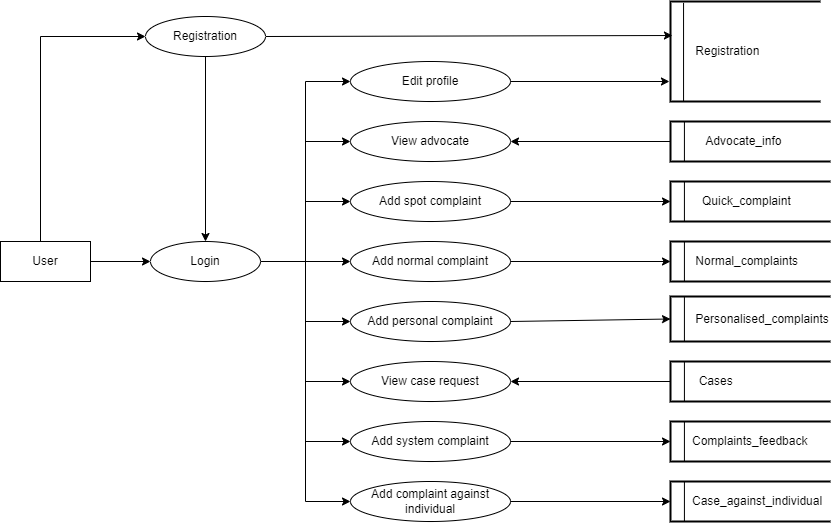 Registration
Registration
Edit profile
View advocate
Advocate_info
Add spot complaint
Quick_complaint
User
Login
Add normal complaint
Normal_complaints
Add personal complaint
Personalised_complaints
View case request
Cases
Add system complaint
Complaints_feedback
Add complaint against
individual
Case_against_individual